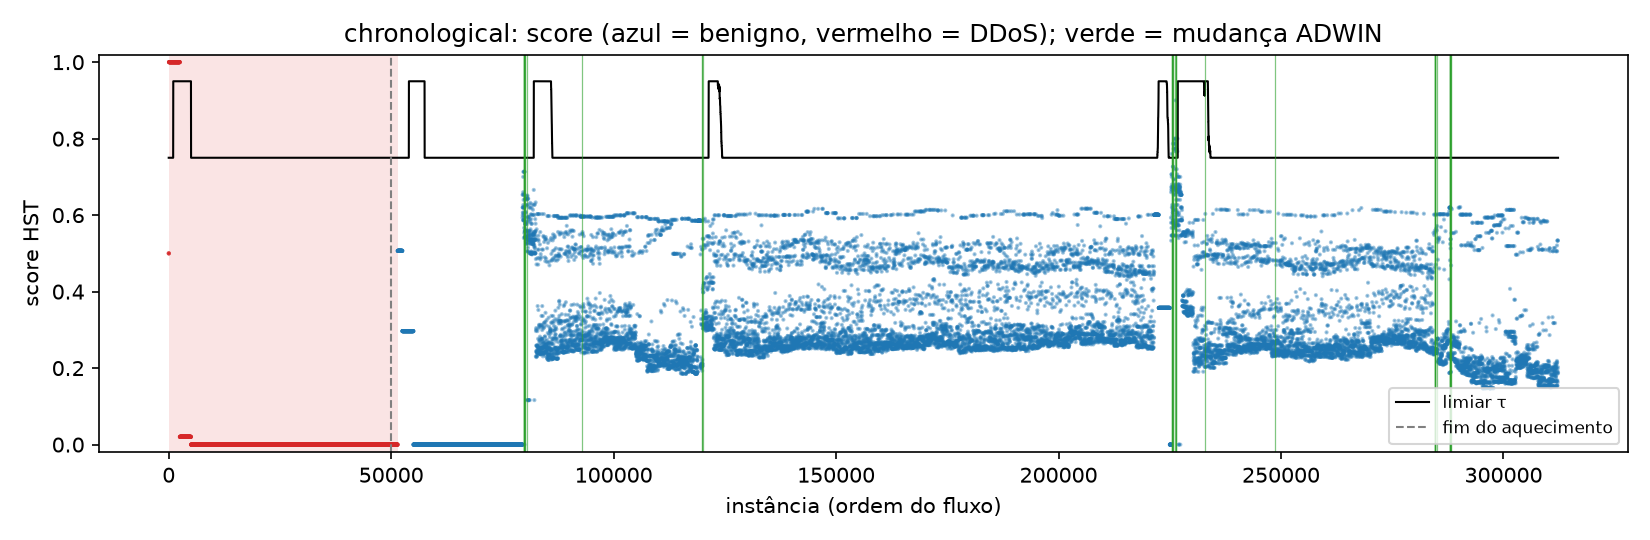 chronological: score (azul = benigno, vermelho = DDoS); verde = mudança ADWIN
score HST
1.0
0.8
0.6
0.4
0.2
0.0
limiar τ
fim do aquecimento
0 50000 100000 150000 200000 250000 300000
instância (ordem do fluxo)